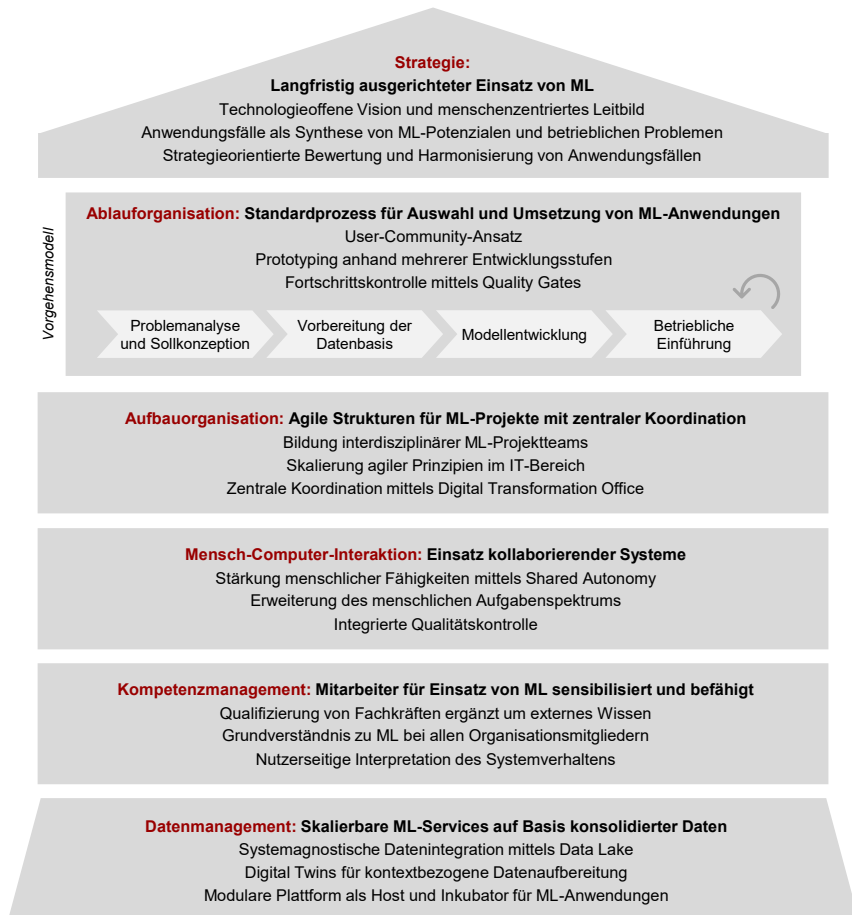 Strategie:
Langfristig ausgerichteter Einsatz von ML
Technologieoffene Vision und menschenzentriertes Leitbild
Anwendungsfälle als Synthese von ML-Potenzialen und betrieblichen Problemen
Strategieorientierte Bewertung und Harmonisierung von Anwendungsfällen
Vorgehensmodell
Ablauforganisation: Standardprozess für Auswahl und Umsetzung von ML-Anwendungen
User-Community-Ansatz
Prototyping anhand mehrerer Entwicklungsstufen
Fortschrittskontrolle mittels Quality Gates
Problemanalyse
und Sollkonzeption
Vorbereitung der
Datenbasis
Modellentwicklung
Betriebliche
Einführung
Aufbauorganisation: Agile Strukturen für ML-Projekte mit zentraler Koordination
Bildung interdisziplinärer ML-Projektteams
Skalierung agiler Prinzipien im IT-Bereich
Zentrale Koordination mittels Digital Transformation Office
Mensch-Computer-Interaktion: Einsatz kollaborierender Systeme
Stärkung menschlicher Fähigkeiten mittels Shared Autonomy
Erweiterung des menschlichen Aufgabenspektrums
Integrierte Qualitätskontrolle
Kompetenzmanagement: Mitarbeiter für Einsatz von ML sensibilisiert und befähigt
Qualifizierung von Fachkräften ergänzt um externes Wissen
Grundverständnis zu ML bei allen Organisationsmitgliedern
Nutzerseitige Interpretation des Systemverhaltens
Datenmanagement: Skalierbare ML-Services auf Basis konsolidierter Daten
Systemagnostische Datenintegration mittels Data Lake
Digital Twins für kontextbezogene Datenaufbereitung
Modulare Plattform als Host und Inkubator für ML-Anwendungen